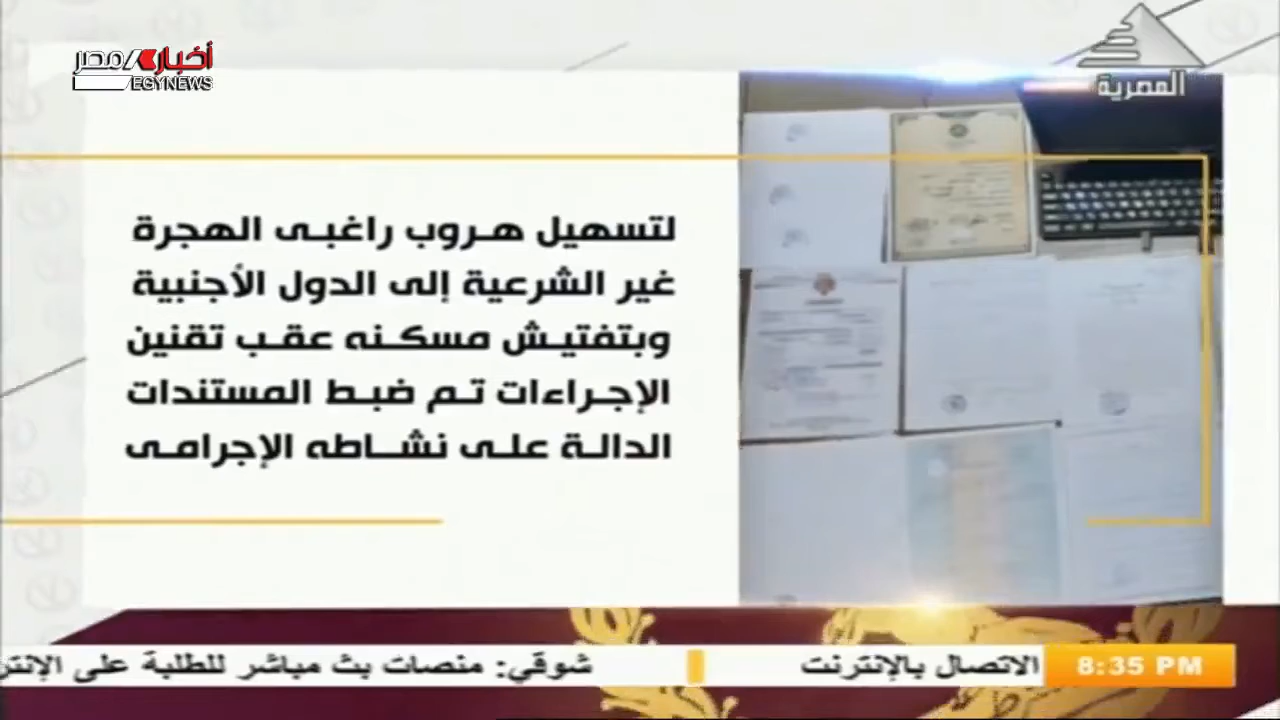 أخبار مصر
EGYNEWS
المصرية
لتسهيل هروب راغبى الهجرة
غير الشرعية إلى الدول الأجنبية
وبتفتيش مسكنه عقب تقنين
الإجراءات تم ضبط المستندات
الدالة على نشاطه الإجرامى
8:35 PM
الاتصال بالإنترنت
شوقي: منصات بث مباشر للطلبة على